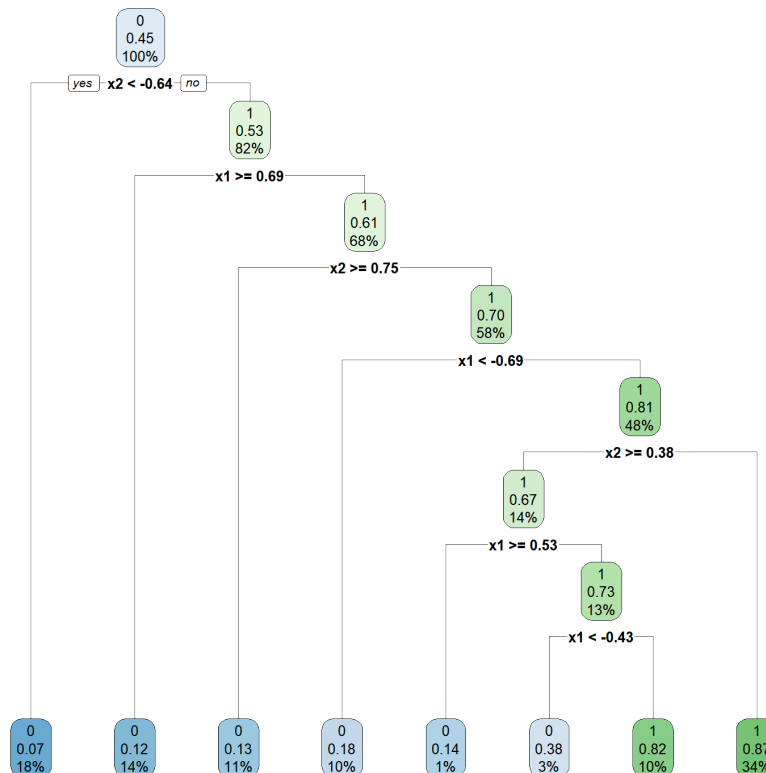 0
0.45
100%
yes x2 < -0.64 no
1
0.53
82%
x1 >= 0.69
1
0.61
68%
x2 >= 0.75
1
0.70
58%
x1 < -0.69
1
0.81
48%
x2 >= 0.38
1
0.67
14%
x1 >= 0.53
1
0.73
13%
x1 < -0.43
0 0 0 0 0 0 1 1
0.07 0.12 0.13 0.18 0.14 0.38 0.82 0.87
18% 14% 11% 10% 1% 3% 10% 34%